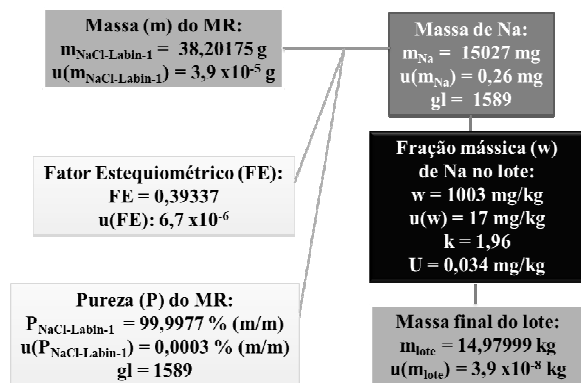 Massa (m) do MR:
mNaCl-Labin-1 = 38,20175 g
u(mNaCl-Labin-1) = 3,9 x10-5 g
Massa de Na:
mNa = 15027 mg
u(mNa) = 0,26 mg
gl = 1589
Fator Estequiométrico (FE):
FE = 0,39337
u(FE): 6,7 x10-6
Fração mássica (w)
de Na no lote:
w = 1003 mg/kg
u(w) = 17 mg/kg
k = 1,96
U = 0,034 mg/kg
Pureza (P) do MR:
PNaCl-Labin-1 = 99,9977 % (m/m)
u(PNaCl-Labin-1) = 0,0003 % (m/m)
gl = 1589
Massa final do lote:
mlote = 14,97999 kg
u(mlote) = 3,9 x10-8 kg